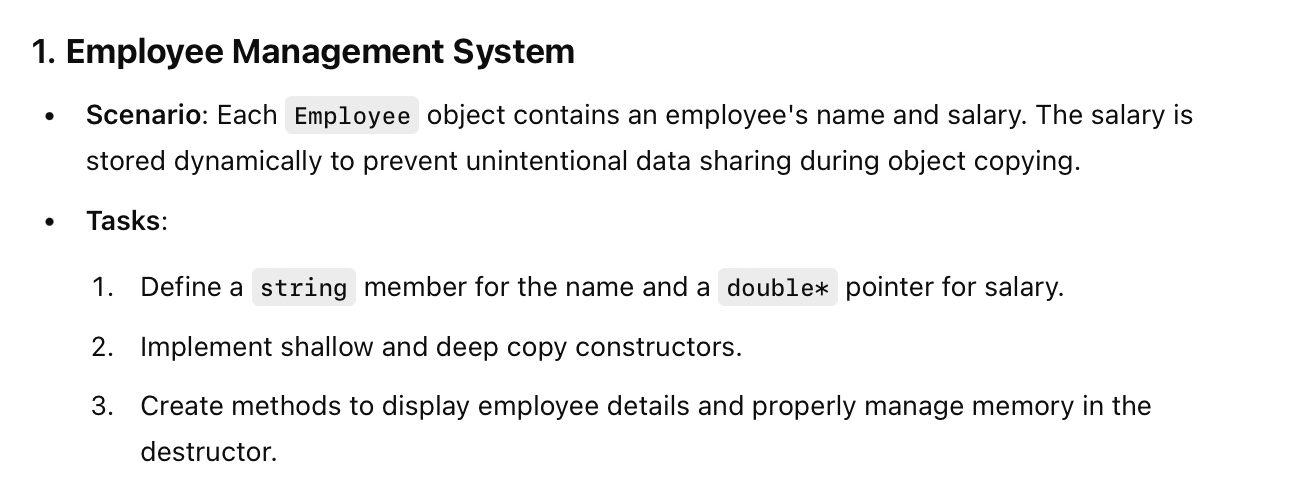 1. Employee Management System
• Scenario: Each Employee object contains an employee's name and salary. The salary is
stored dynamically to prevent unintentional data sharing during object copying.
• Tasks:
1. Define a string member for the name and a double* pointer for salary.
2. Implement shallow and deep copy constructors.
3. Create methods to display employee details and properly manage memory in the
destructor.